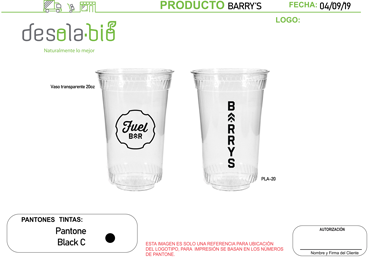 PRODUCTO BARRY'S
FECHA: 04/09/19
LOGO:
desola·bio
Naturalmente lo mejor
Vaso transparente 20oz
Fuel
BAR
BARRYS
PLA-20
PANTONES TINTAS:
Pantone
Black C
ESTA IMAGEN ES SOLO UNA REFERENCIA PARA UBICACIÓN
DEL LOGOTIPO, PARA IMPRESIÓN SE BASAN EN LOS NÚMEROS
DE PANTONE.
AUTORIZACIÓN
Nombre y Firma del Cliente